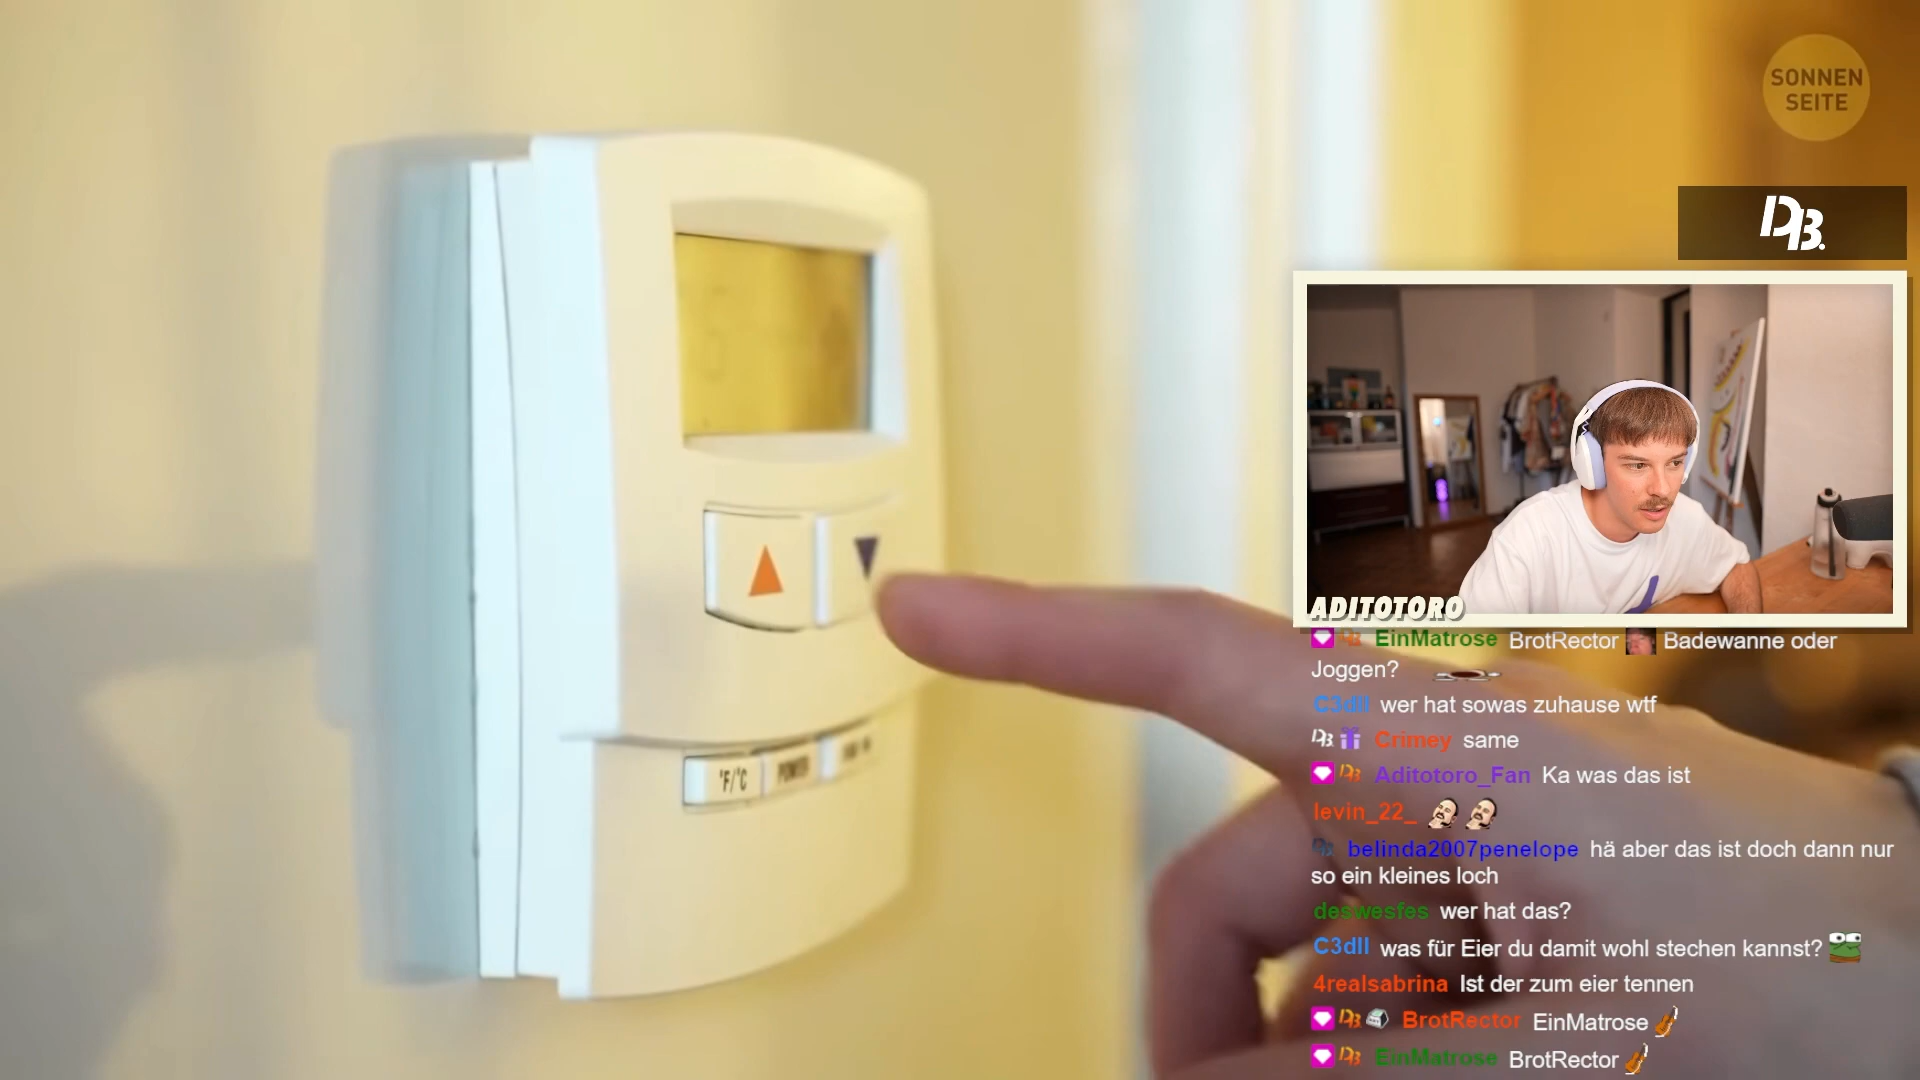 SONNEN
SEITE
DB.
ADITOTORO
EinMatrose BrotRector Badewanne oder
Joggen?
C3dll wer hat sowas zuhause wtf
Crimey same
Aditotoro_Fan Ka was das ist
levin_22_
belinda2007penelope hä aber das ist doch dann nur
so ein kleines loch
deswesfes wer hat das?
C3dll was für Eier du damit wohl stechen kannst?
4realsabrina Ist der zum eier tennen
BrotRector EinMatrose
EinMatrose BrotRector
°F/°C
POWER